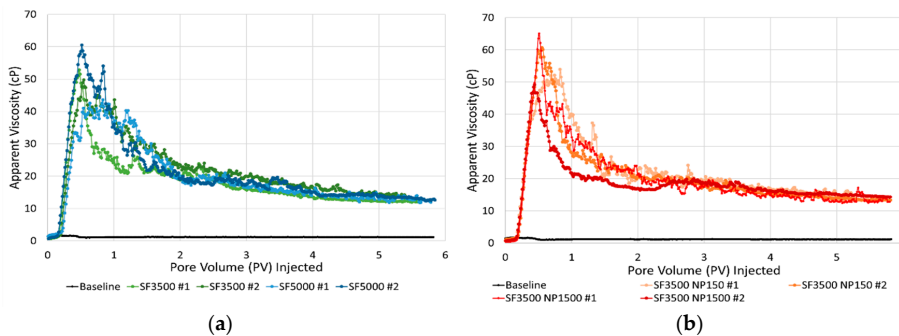 70
60
50
40
30
20
10
0
Apparent Viscosity (cP)
0 1 2 3 4 5 6
Pore Volume (PV) Injected
Baseline SF3500 #1 SF3500 #2 SF5000 #1 SF5000 #2
(a)
70
60
50
40
30
20
10
0
Apparent Viscosity (cP)
0 1 2 3 4 5
Pore Volume (PV) Injected
Baseline SF3500 NP150 #1 SF3500 NP150 #2
SF3500 NP1500 #1 SF3500 NP1500 #2
(b)